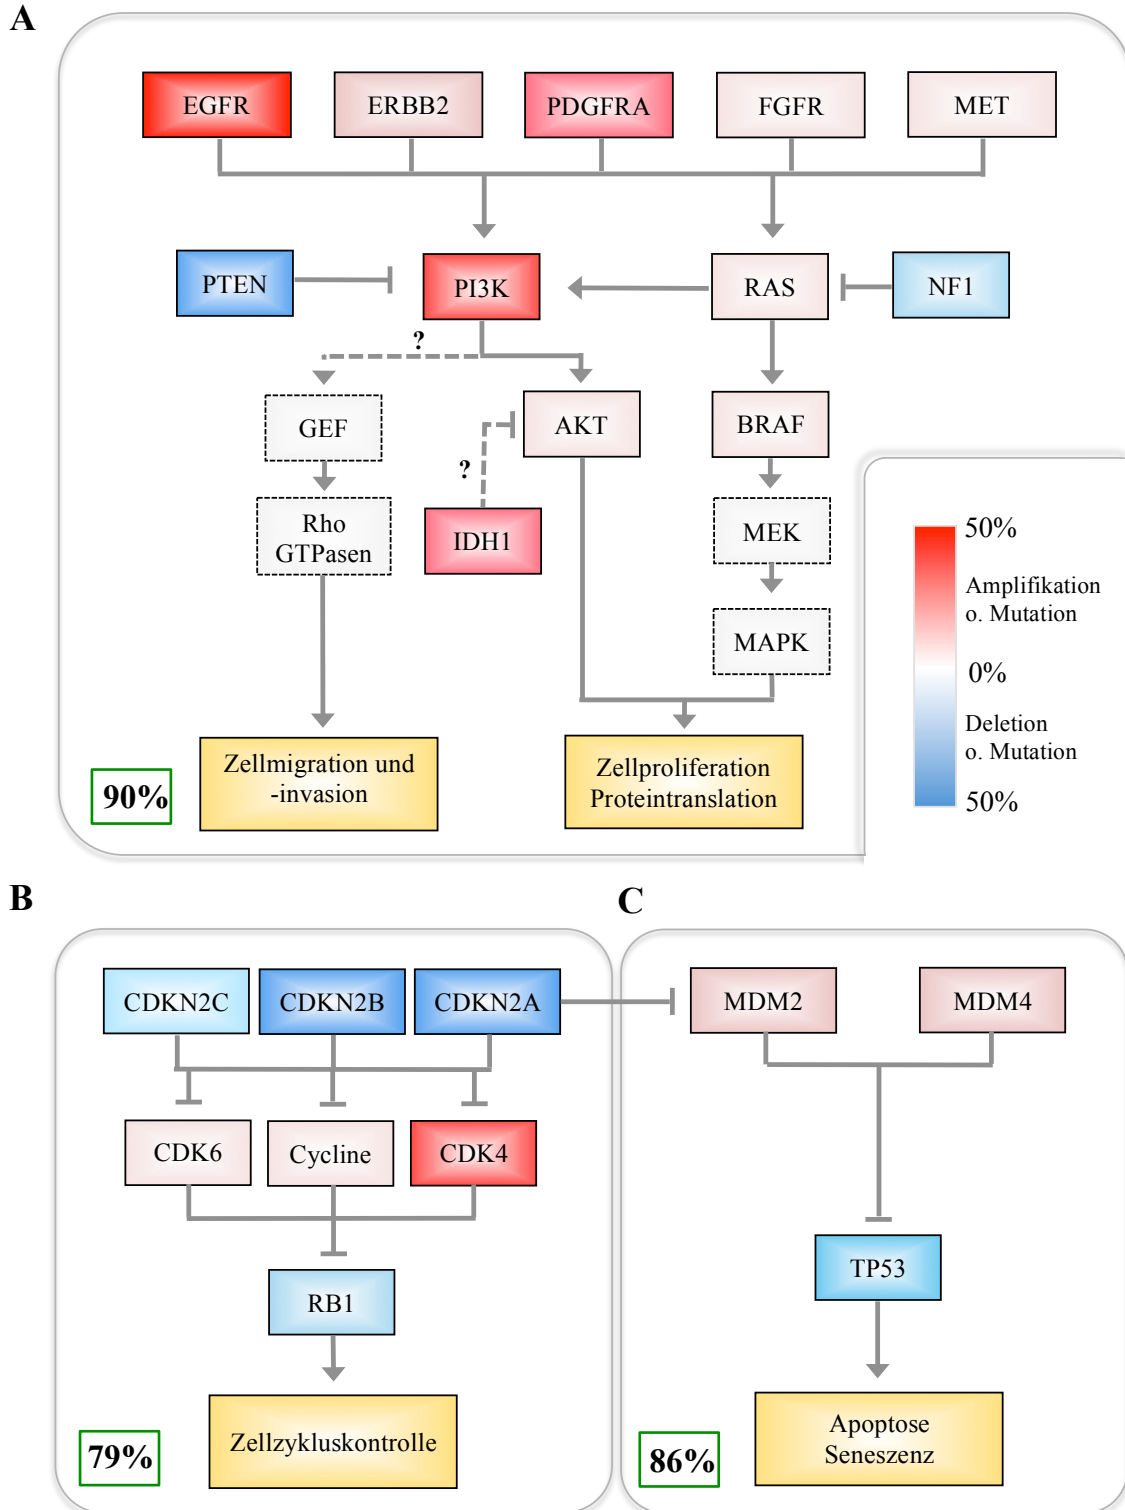 A
EGFR
ERBB2
PDGFRA
FGFR
MET
PTEN
PI3K
RAS
NF1
?
GEF
AKT
BRAF
?
Rho
GTPasen
IDH1
MEK
MAPK
50%
Amplifikation
o. Mutation
0%
Deletion
o. Mutation
50%
Zellmigration und
-invasion
Zellproliferation
Proteintranslation
90%
B
CDKN2C
CDKN2B
CDKN2A
CDK6
Cycline
CDK4
RB1
Zellzykluskontrolle
79%
C
MDM2
MDM4
TP53
Apoptose
Seneszenz
86%